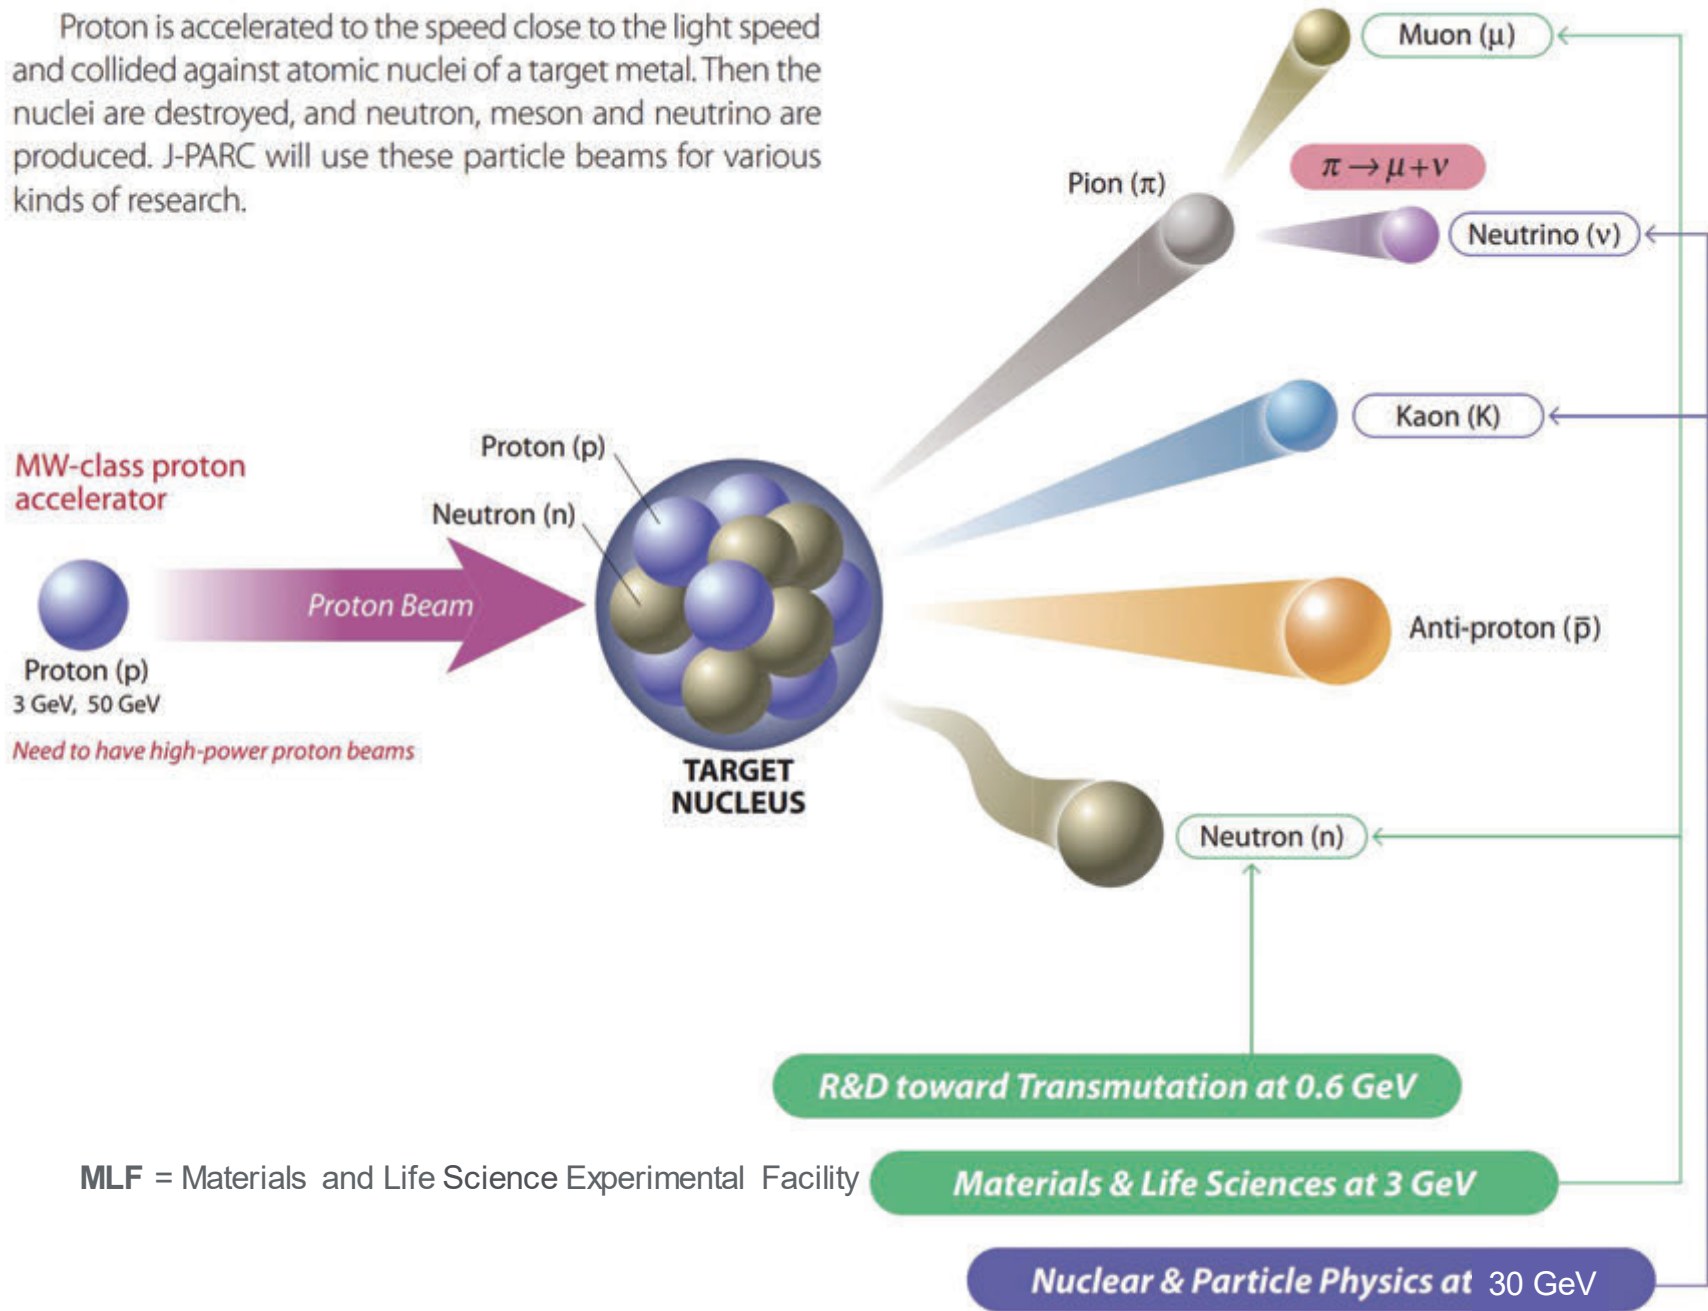 Proton is accelerated to the speed close to the light speed
and collided against atomic nuclei of a target metal. Then the
nuclei are destroyed, and neutron, meson and neutrino are
produced. J-PARC will use these particle beams for various
kinds of research.
Muon (μ)
π → μ + ν
Pion (π)
Neutrino (ν)
Kaon (K)
Proton (p)
MW-class proton
accelerator
Neutron (n)
Proton Beam
Anti-proton (p̄)
Proton (p)
3 GeV, 50 GeV
Need to have high-power proton beams
TARGET
NUCLEUS
Neutron (n)
R&D toward Transmutation at 0.6 GeV
MLF = Materials and Life Science Experimental Facility
Materials & Life Sciences at 3 GeV
Nuclear & Particle Physics at 30 GeV